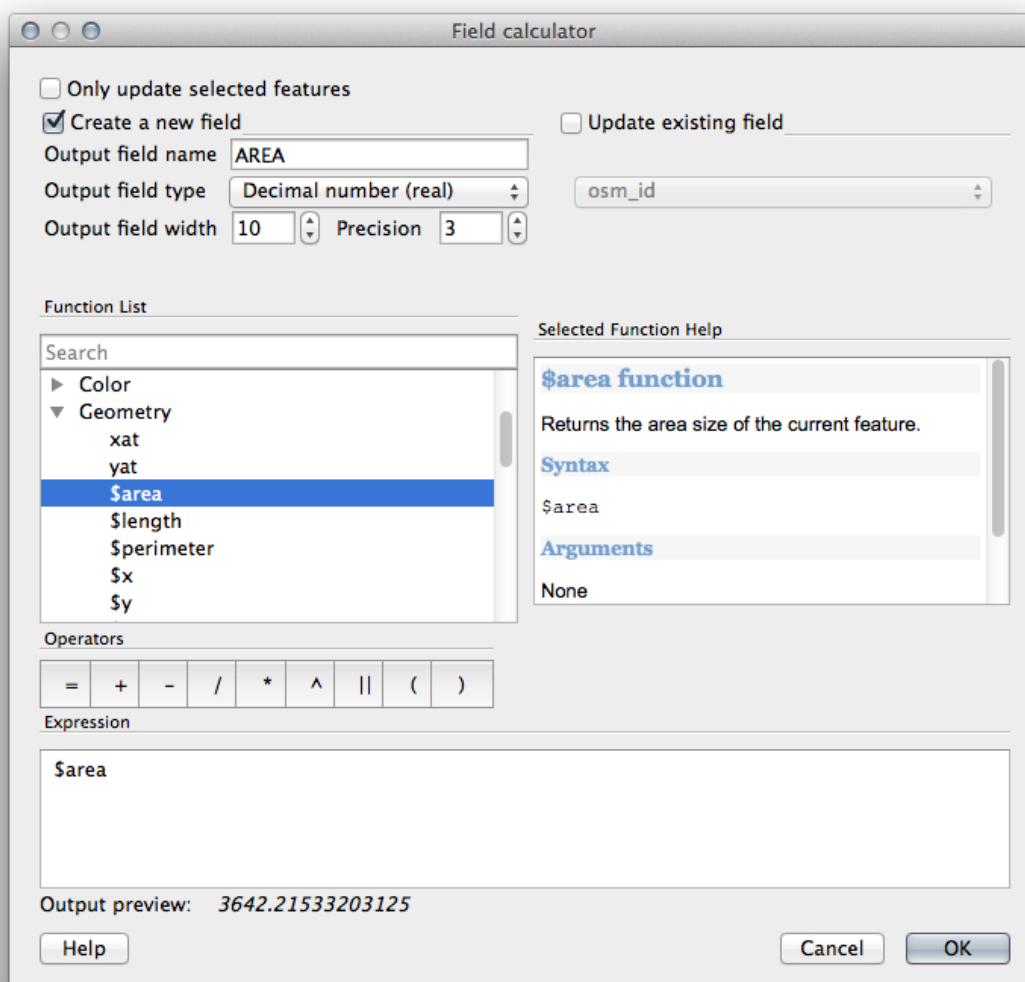 Field calculator
Only update selected features
Create a new field
Update existing field
Output field name AREA
Output field type Decimal number (real)
osm_id
Output field width 10 Precision 3
Function List
Search
Color
Geometry
xat
yat
$area
$length
$perimeter
$x
$y
Selected Function Help
$area function
Returns the area size of the current feature.
Syntax
$area
Arguments
None
Operators
= + - / * ^ || ( )
Expression
$area
Output preview: 3642.21533203125
Help
Cancel
OK